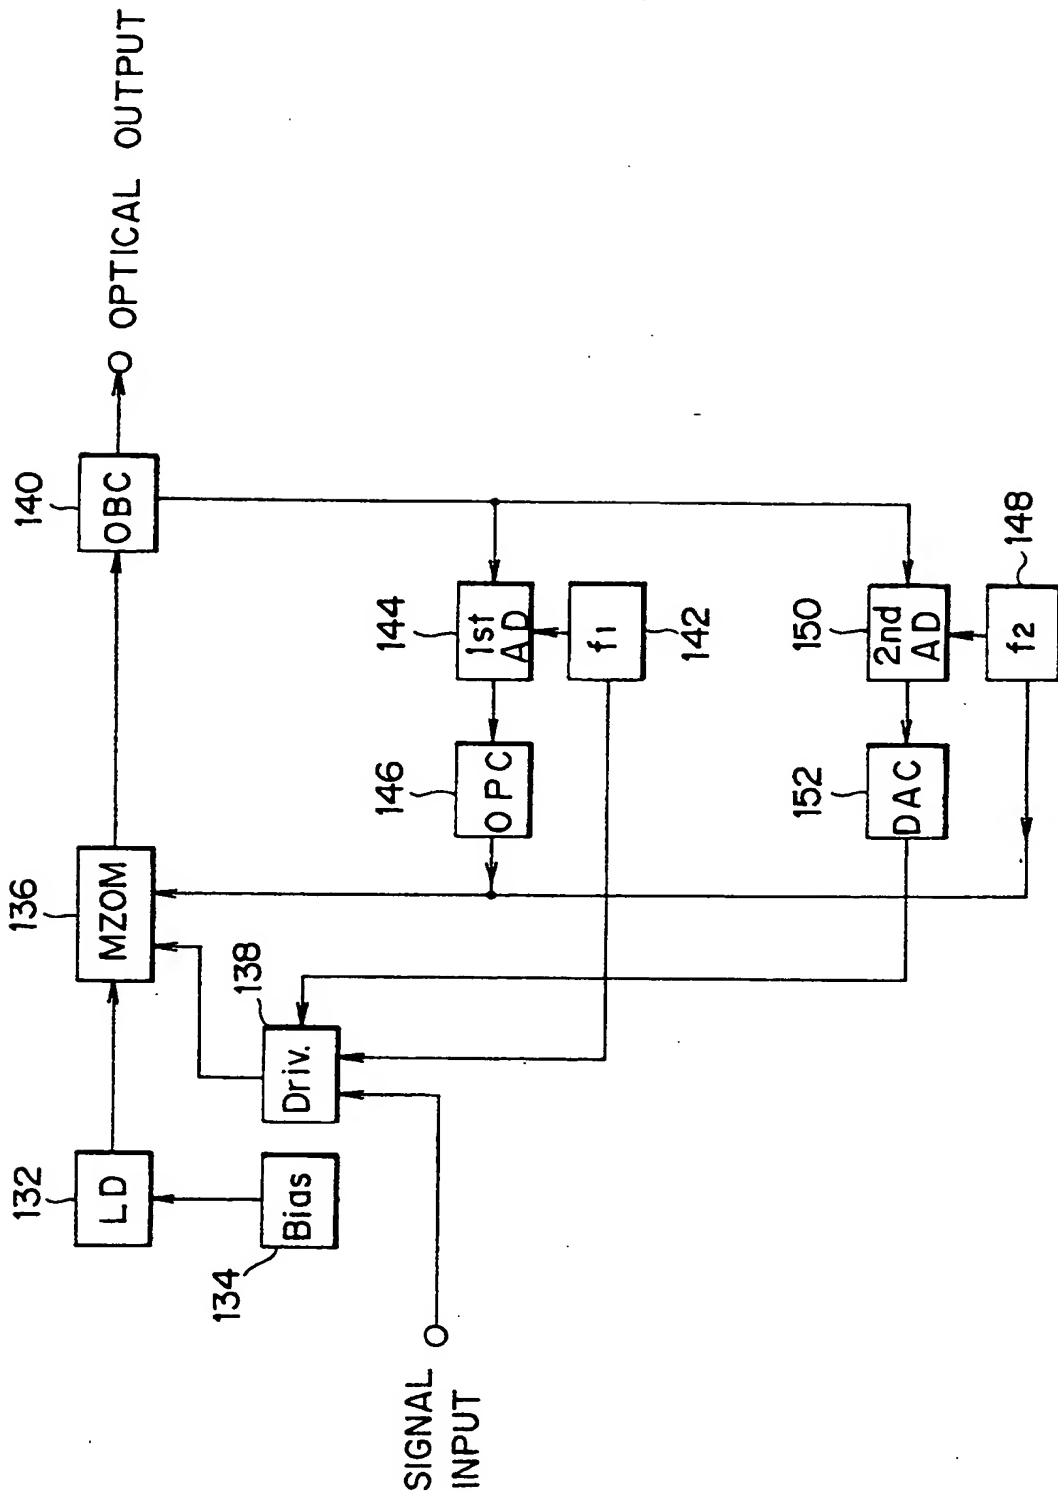 132
LD
134
Bias
SIGNAL
INPUT
138
Driv.
136
MZOM
140
OBC
OPTICAL OUTPUT
144
1st
AD
146
OPC
142
f1
150
2nd
AD
152
DAC
148
f2